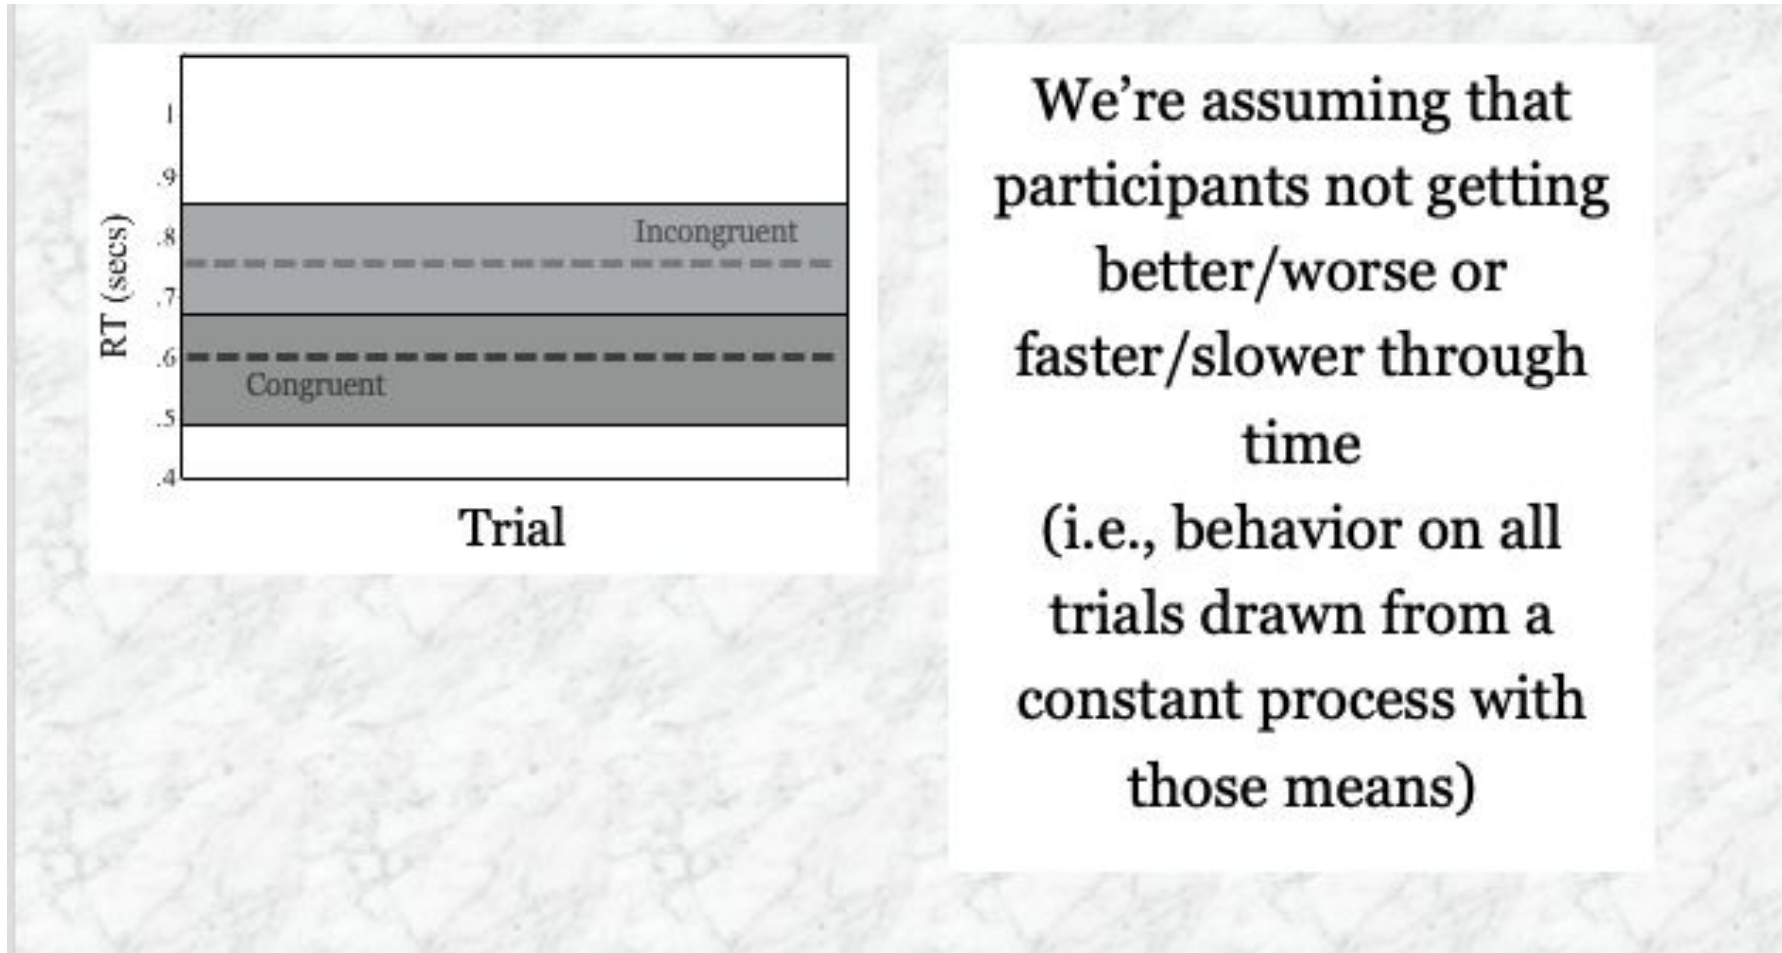 1
.9
.8
.7
.6
.5
.4
RT (secs)
Incongruent
Congruent
Trial
We're assuming that
participants not getting
better/worse or
faster/slower through
time
(i.e., behavior on all
trials drawn from a
constant process with
those means)